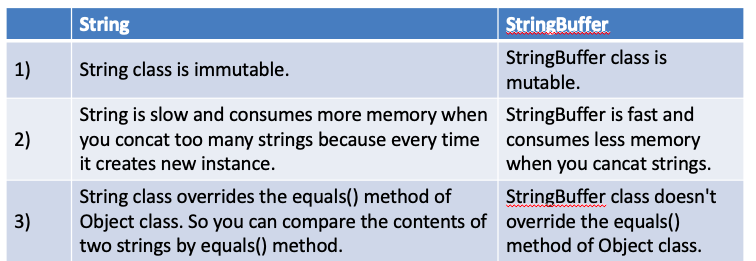 String StringBuffer
1) String class is immutable. StringBuffer class is
mutable.
2) String is slow and consumes more memory when
you concat too many strings because every time
it creates new instance. StringBuffer is fast and
consumes less memory
when you cancat strings.
3) String class overrides the equals() method of
Object class. So you can compare the contents of
two strings by equals() method. StringBuffer class doesn't
override the equals()
method of Object class.